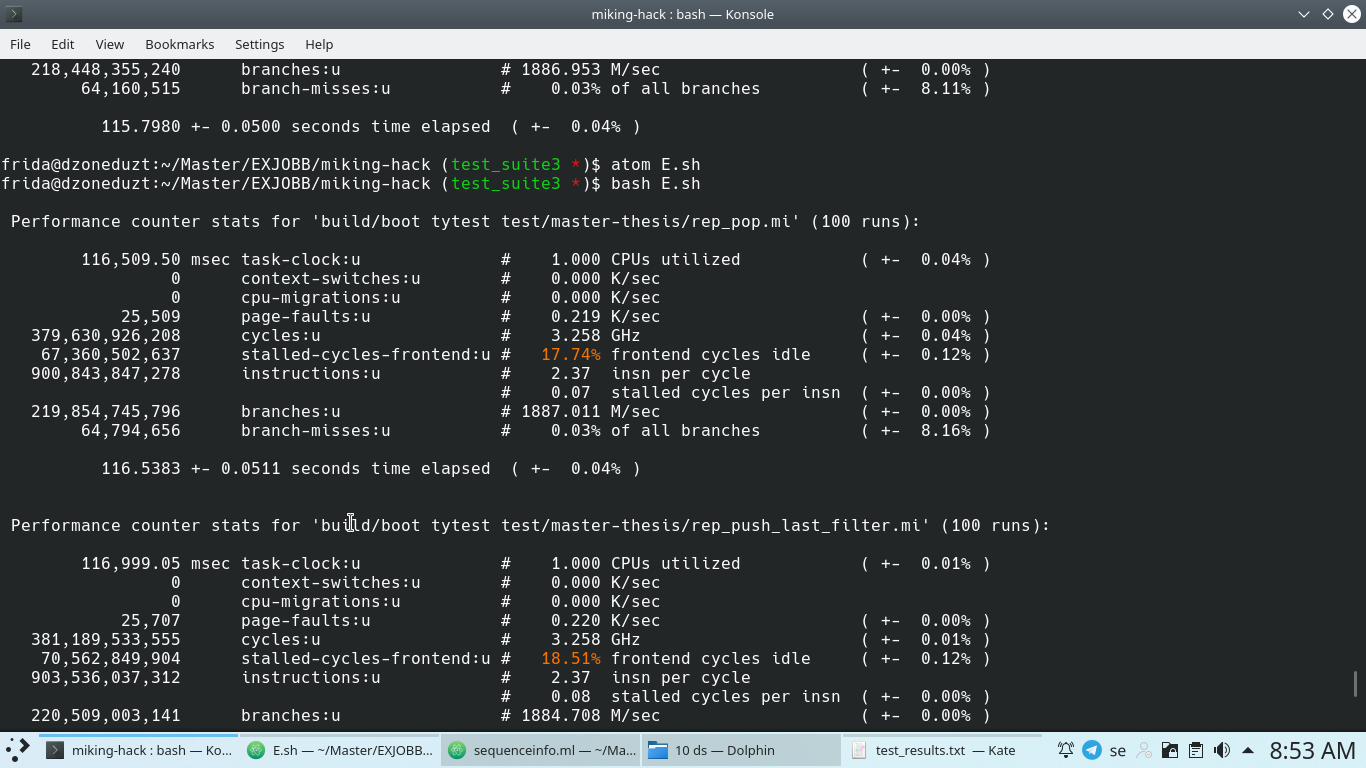 miking-hack : bash — Konsole
File Edit View Bookmarks Settings Help
218,448,355,240 branches:u # 1886.953 M/sec ( +- 0.00% )
64,160,515 branch-misses:u # 0.03% of all branches ( +- 8.11% )
115.7980 +- 0.0500 seconds time elapsed ( +- 0.04% )
frida@dzoneduzt:~/Master/EXJOBB/miking-hack (test_suite3 *)$ atom E.sh
frida@dzoneduzt:~/Master/EXJOBB/miking-hack (test_suite3 *)$ bash E.sh
Performance counter stats for 'build/boot tytest test/master-thesis/rep_pop.mi' (100 runs):
116,509.50 msec task-clock:u # 1.000 CPUs utilized ( +- 0.04% )
0 context-switches:u # 0.000 K/sec
0 cpu-migrations:u # 0.000 K/sec
25,509 page-faults:u # 0.219 K/sec ( +- 0.00% )
379,630,926,208 cycles:u # 3.258 GHz ( +- 0.04% )
67,360,502,637 stalled-cycles-frontend:u # 17.74% frontend cycles idle ( +- 0.12% )
900,843,847,278 instructions:u # 2.37 insn per cycle
# 0.07 stalled cycles per insn ( +- 0.00% )
219,854,745,796 branches:u # 1887.011 M/sec ( +- 0.00% )
64,794,656 branch-misses:u # 0.03% of all branches ( +- 8.16% )
116.5383 +- 0.0511 seconds time elapsed ( +- 0.04% )
Performance counter stats for 'build/boot tytest test/master-thesis/rep_push_last_filter.mi' (100 runs):
116,999.05 msec task-clock:u # 1.000 CPUs utilized ( +- 0.01% )
0 context-switches:u # 0.000 K/sec
0 cpu-migrations:u # 0.000 K/sec
25,707 page-faults:u # 0.220 K/sec ( +- 0.00% )
381,189,533,555 cycles:u # 3.258 GHz ( +- 0.01% )
70,562,849,904 stalled-cycles-frontend:u # 18.51% frontend cycles idle ( +- 0.12% )
903,536,037,312 instructions:u # 2.37 insn per cycle
# 0.08 stalled cycles per insn ( +- 0.00% )
220,509,003,141 branches:u # 1884.708 M/sec ( +- 0.00% )
miking-hack : bash — Ko... E.sh — ~/Master/EXJOBB... sequenceinfo.ml — ~/Ma... 10 ds — Dolphin test_results.txt — Kate se 8:53 AM